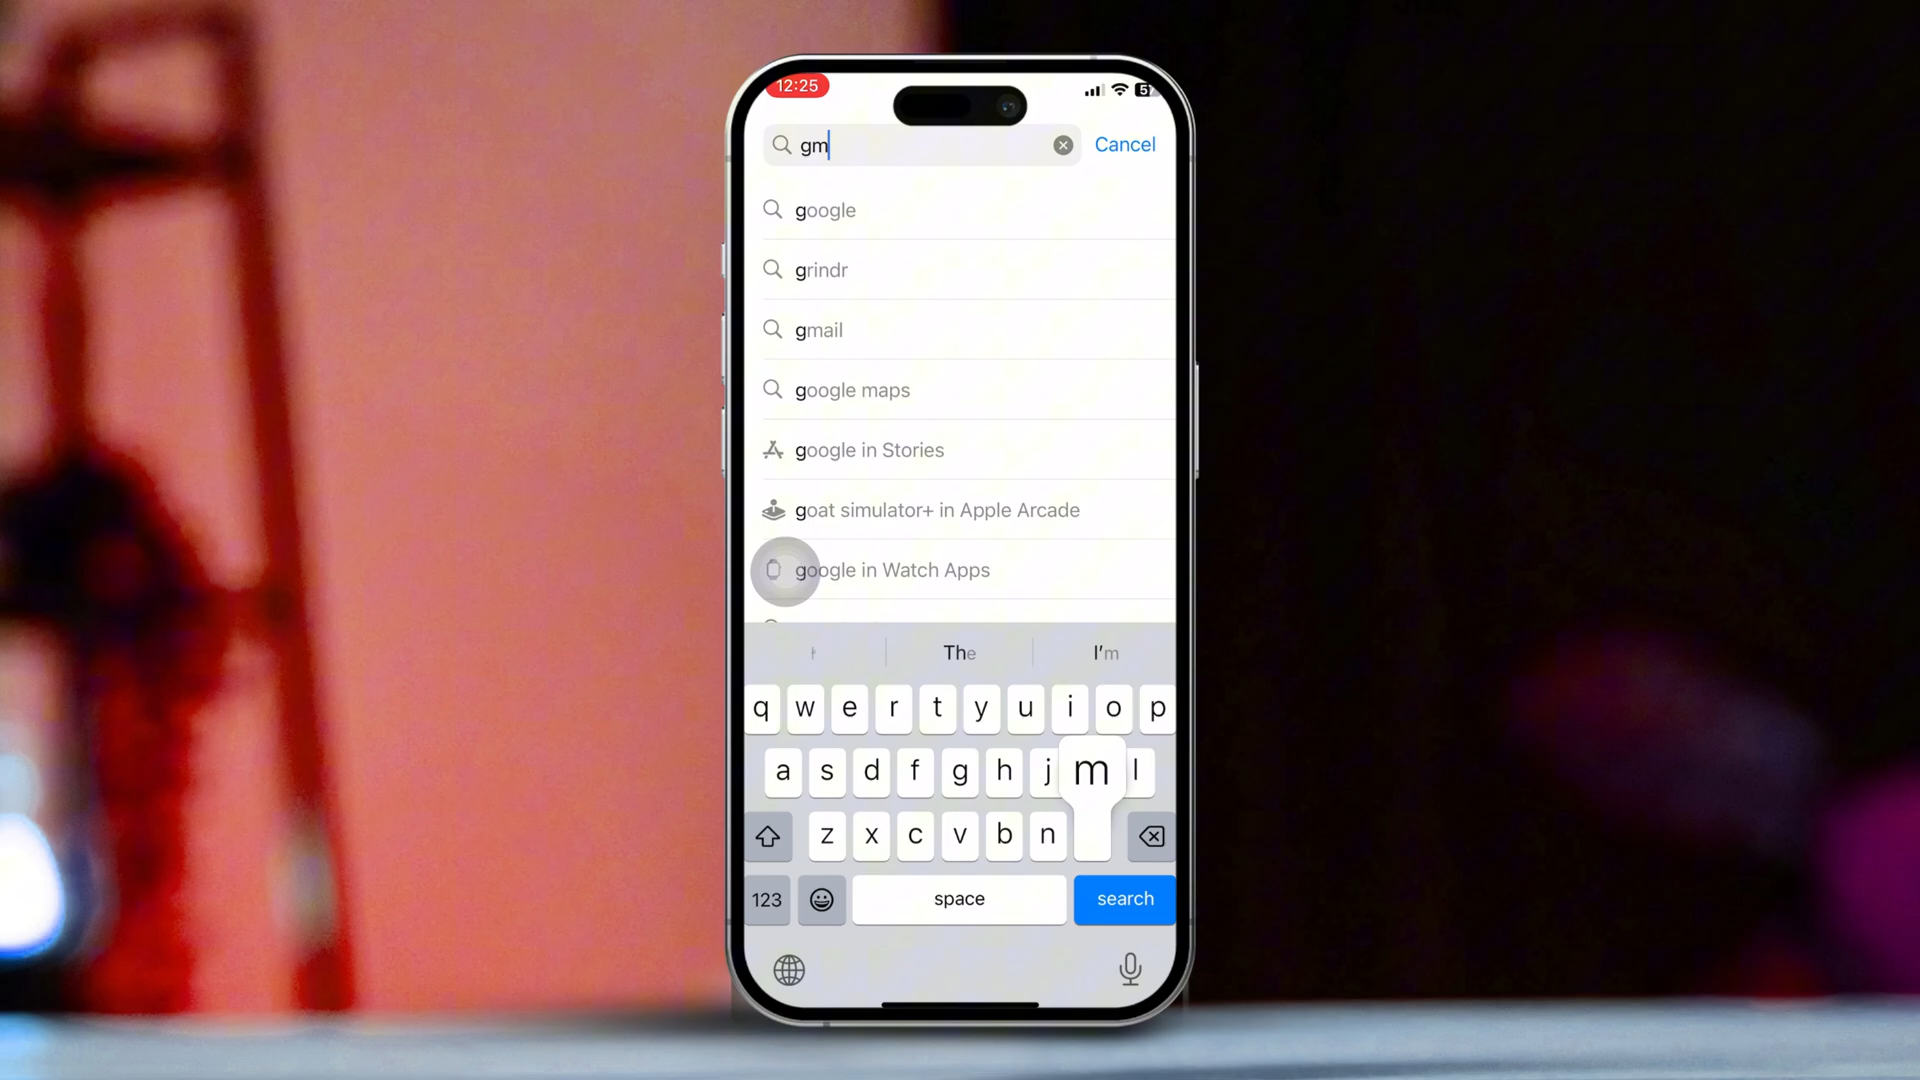 12:25
gm
Cancel
google
grindr
gmail
google maps
google in Stories
goat simulator+ in Apple Arcade
google in Watch Apps
The
I'm
q w e r t y u i o p
a s d f g h j m l
z x c v b n
123
space
search